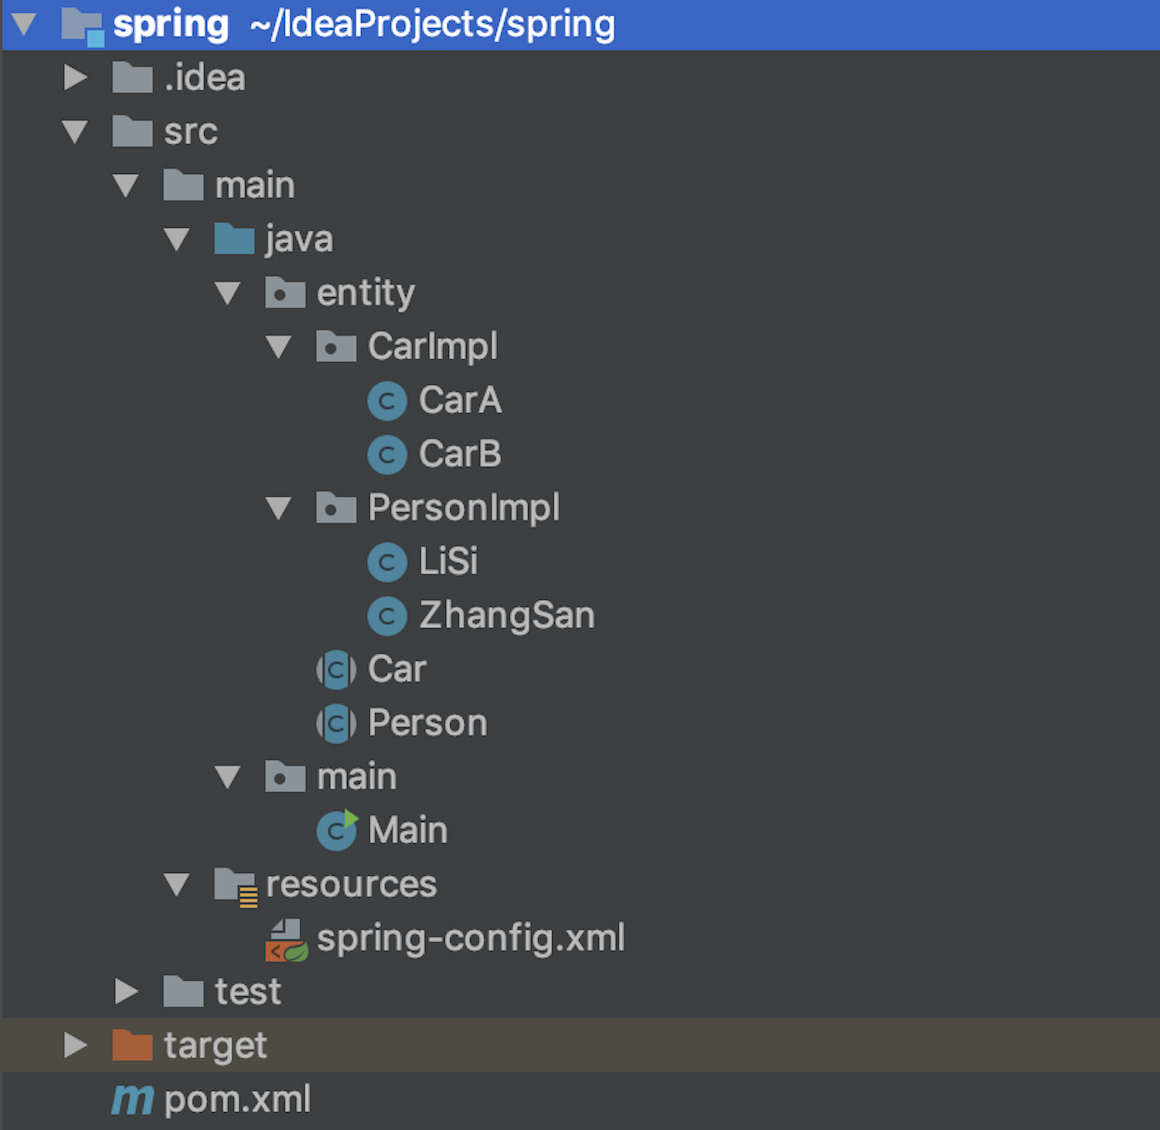 spring ~/IdeaProjects/spring
.idea
src
main
java
entity
CarImpl
C CarA
C CarB
PersonImpl
C LiSi
C ZhangSan
C Car
C Person
main
C Main
resources
spring-config.xml
test
target
m pom.xml